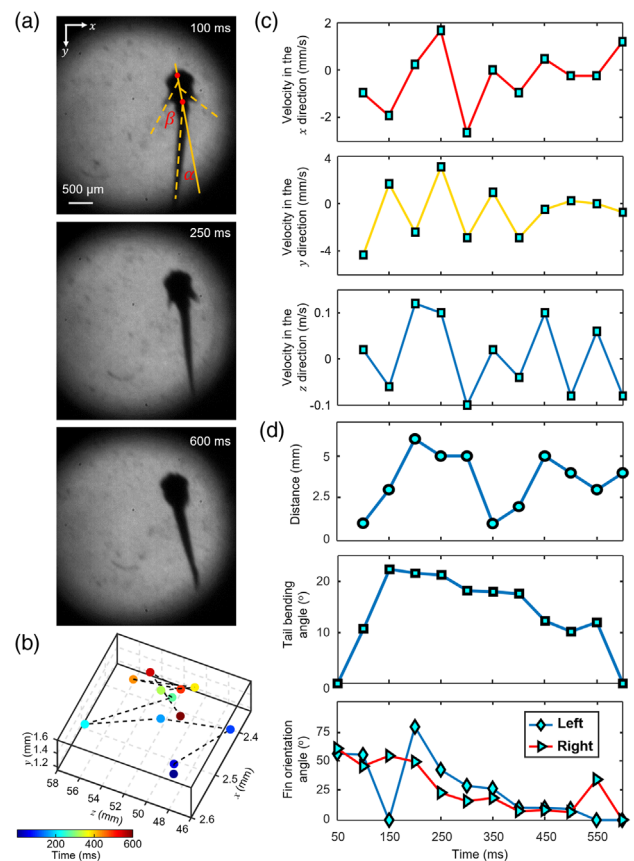 (a)
x
y
100 ms
β
α
500 µm
250 ms
600 ms
(b)
y (mm)
1.6
1.4
1.2
58
56
54
52
50
48
46
z (mm)
2.4
2.5
2.6
x (mm)
0 200 400 600
Time (ms)
(c)
Velocity in the
x direction (mm/s)
2
0
-2
Velocity in the
y direction (mm/s)
4
0
-4
Velocity in the
z direction (m/s)
0.1
0
-0.1
(d)
Distance (mm)
5
2.5
0
Tail bending
angle (º)
20
10
0
Fin orientation
angle (º)
75
50
25
0
Left
Right
50 150 250 350 450 550
Time (ms)